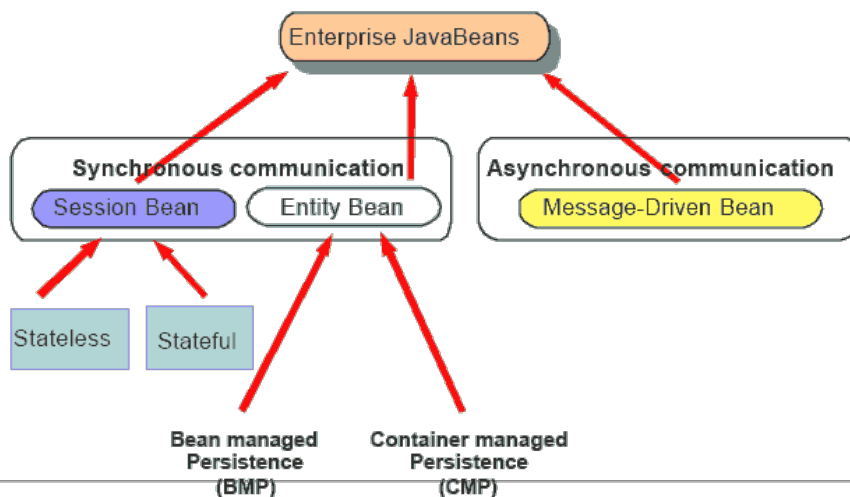 Enterprise JavaBeans
Synchronous communication
Asynchronous communication
Session Bean
Entity Bean
Message-Driven Bean
Stateless
Stateful
Bean managed
Persistence
(BMP)
Container managed
Persistence
(CMP)